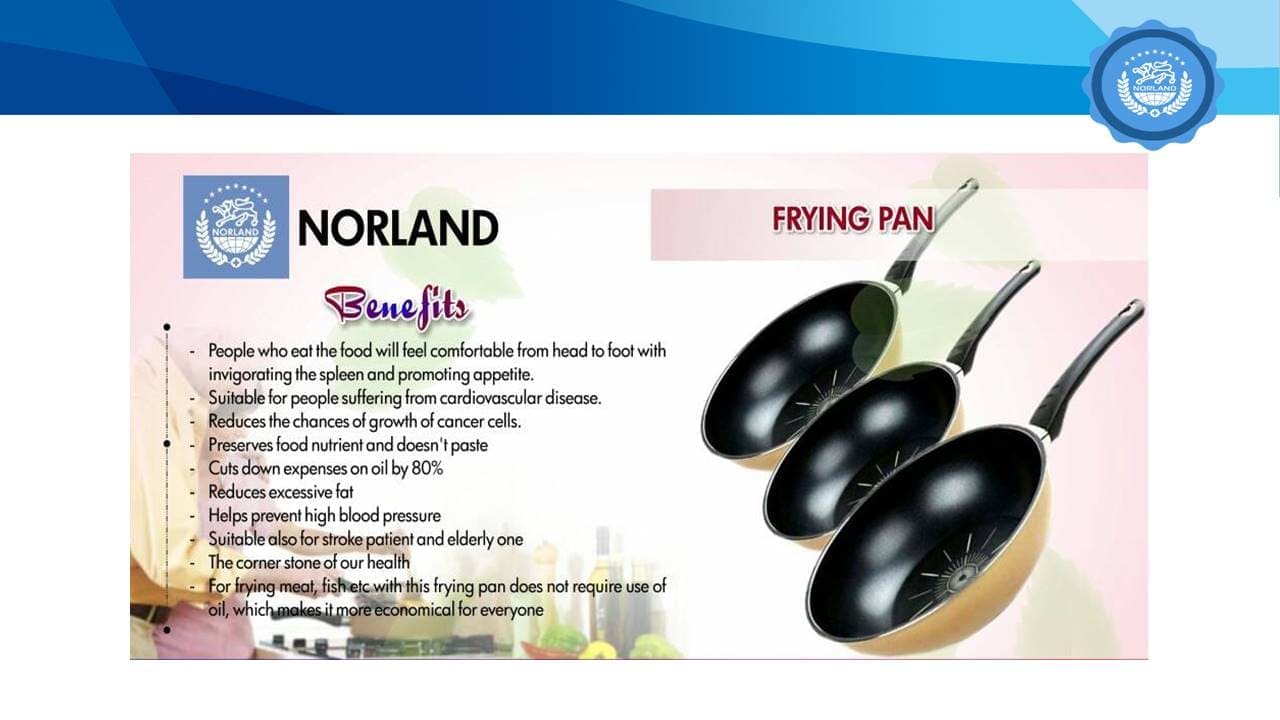 NORLAND
NORLAND
NORLAND
FRYING PAN
Benefits
- People who eat the food will feel comfortable from head to foot with
invigorating the spleen and promoting appetite.
- Suitable for people suffering from cardiovascular disease.
- Reduces the chances of growth of cancer cells.
- Preserves food nutrient and doesn't paste
- Cuts down expenses on oil by 80%
- Reduces excessive fat
- Helps prevent high blood pressure
- Suitable also for stroke patient and elderly one
- The corner stone of our health
- For frying meat, fish etc with this frying pan does not require use of
oil, which makes it more economical for everyone